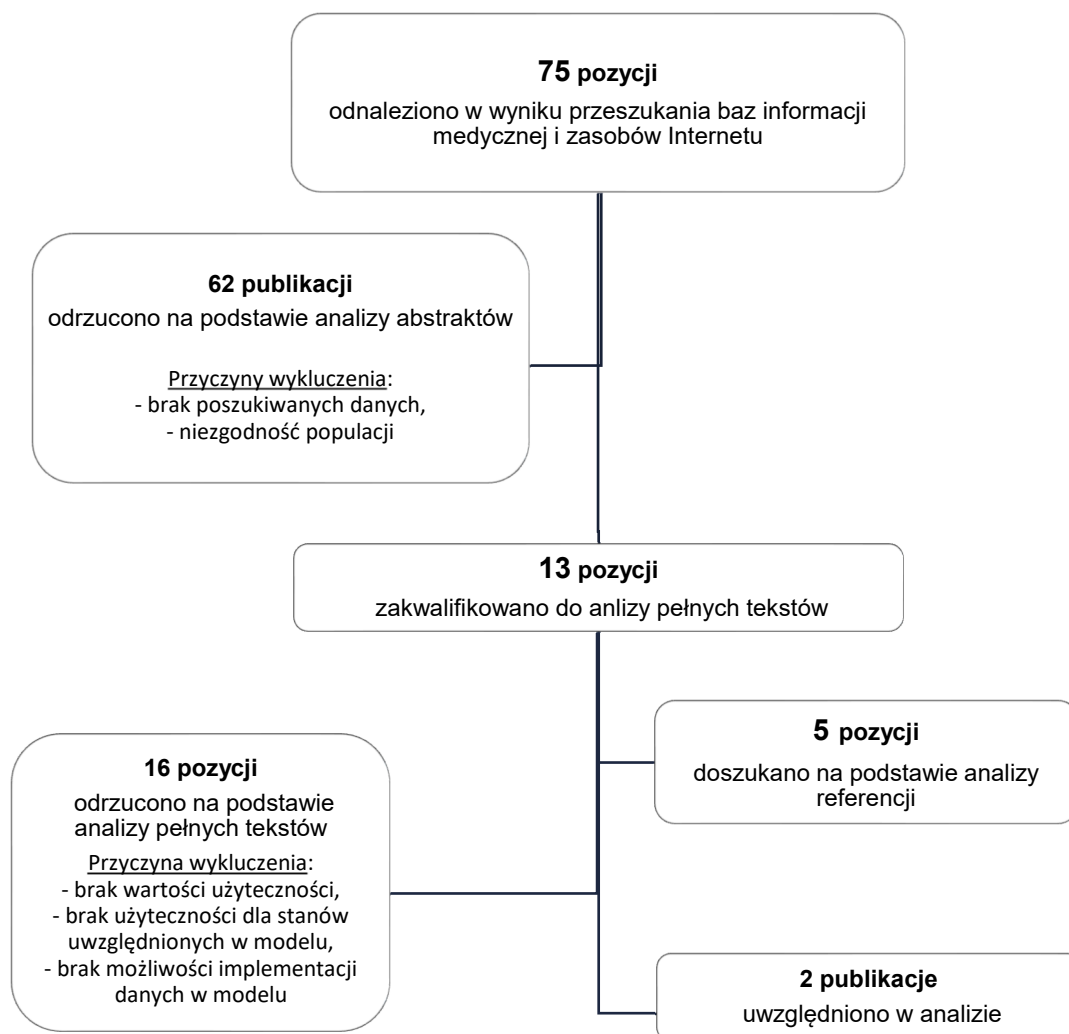 75 pozycji
odnaleziono w wyniku przeszukania baz informacji
medycznej i zasobów Internetu
62 publikacji
odrzucono na podstawie analizy abstraktów
Przyczyny wykluczenia:
- brak poszukiwanych danych,
- niezgodność populacji
13 pozycji
zakwalifikowano do anlizy pełnych tekstów
5 pozycji
doszukano na podstawie analizy
referencji
16 pozycji
odrzucono na podstawie
analizy pełnych tekstów
Przyczyna wykluczenia:
- brak wartości użyteczności,
- brak użyteczności dla stanów
uwzględnionych w modelu,
- brak możliwości implementacji
danych w modelu
2 publikacje
uwzględniono w analizie